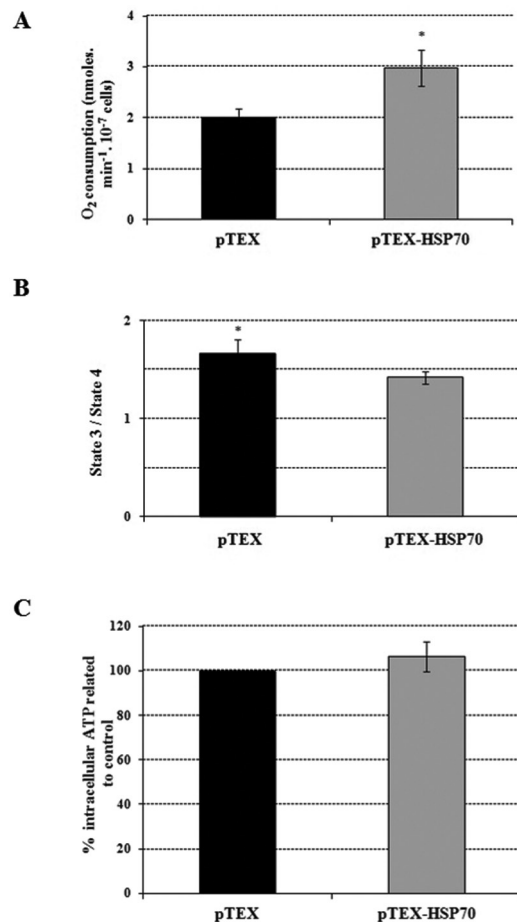 A
O₂ consumption (nmoles.
min⁻¹. 10⁻⁷ cells)
4
3
2
1
0
*
pTEX
pTEX-HSP70
B
State 3 / State 4
2
1
0
*
pTEX
pTEX-HSP70
C
% intracellular ATP related
to control
120
100
80
60
40
20
0
pTEX
pTEX-HSP70